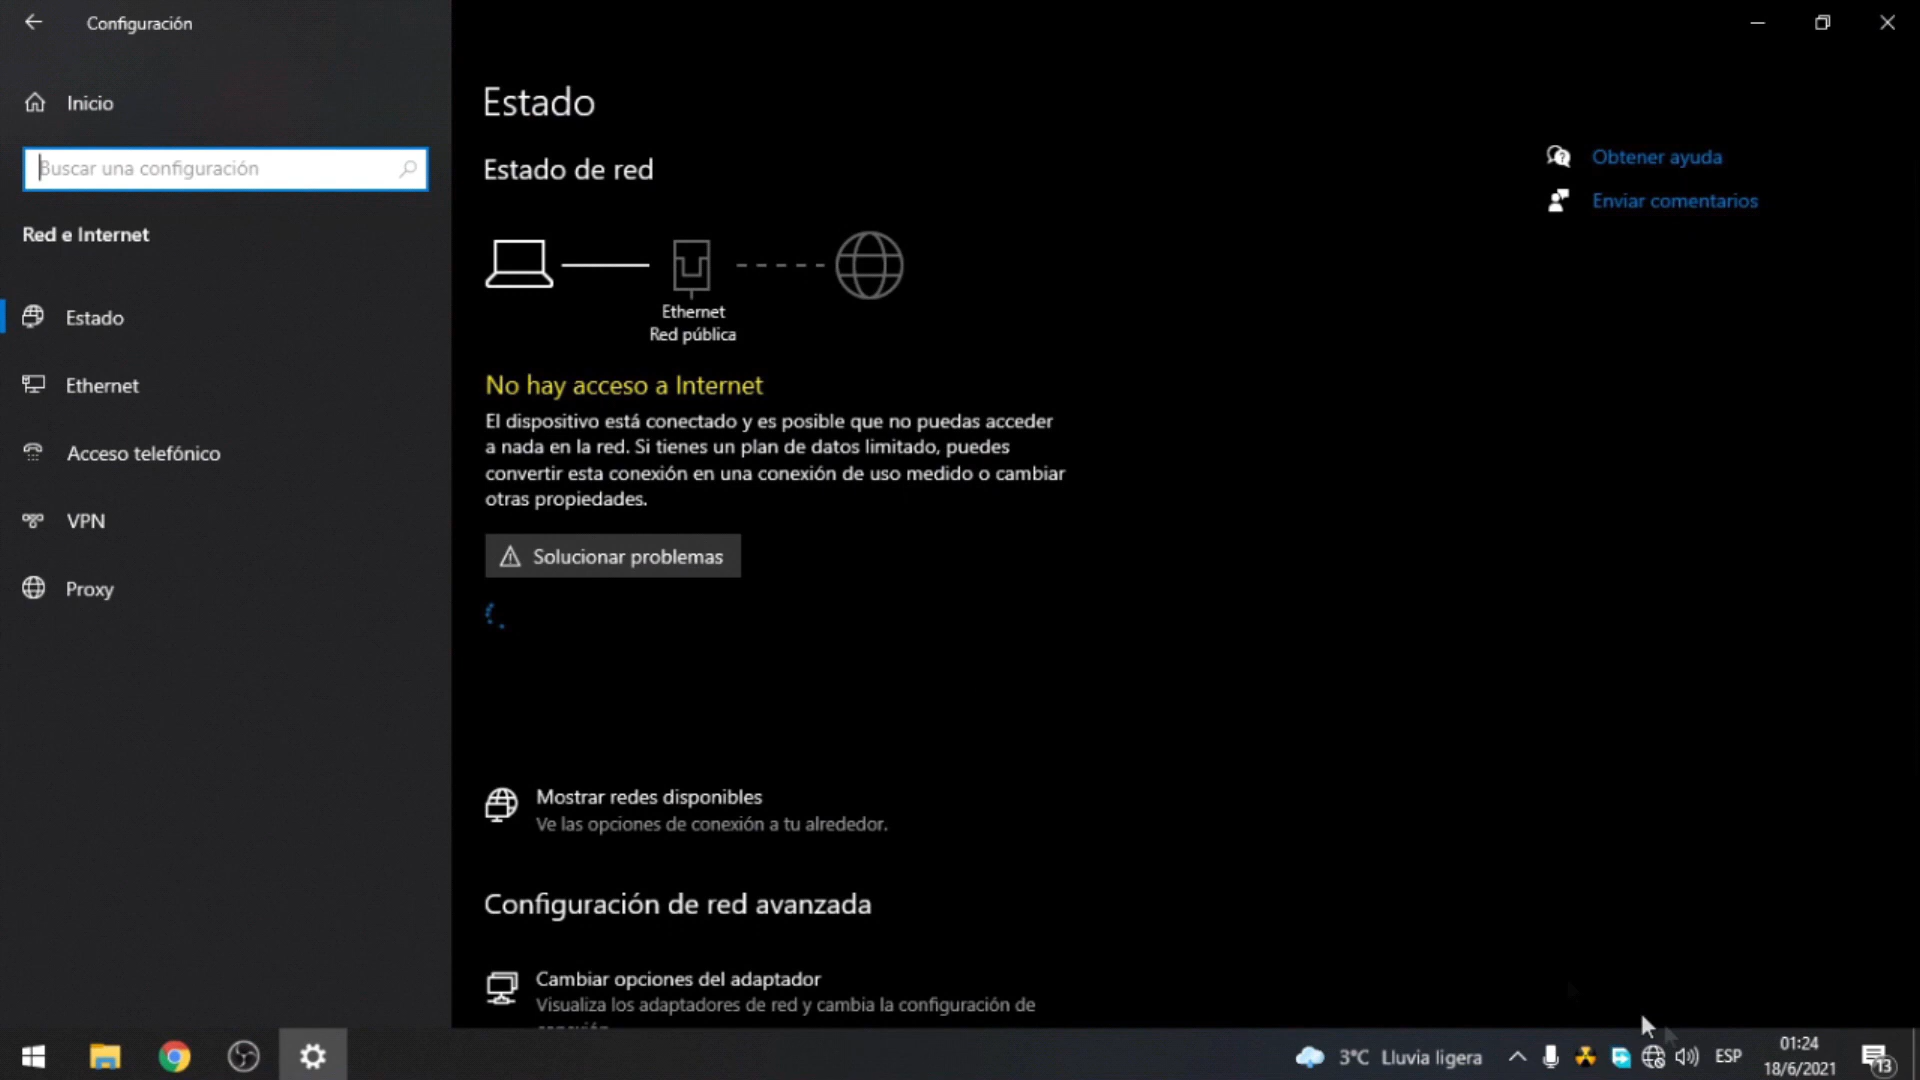 Configuración
Inicio
Buscar una configuración
Red e Internet
Estado
Ethernet
Acceso telefónico
VPN
Proxy
Estado
Estado de red
Ethernet
Red pública
No hay acceso a Internet
El dispositivo está conectado y es posible que no puedas acceder
a nada en la red. Si tienes un plan de datos limitado, puedes
convertir esta conexión en una conexión de uso medido o cambiar
otras propiedades.
Solucionar problemas
Mostrar redes disponibles
Ve las opciones de conexión a tu alrededor.
Configuración de red avanzada
Cambiar opciones del adaptador
Visualiza los adaptadores de red y cambia la configuración de
conexión.
Obtener ayuda
Enviar comentarios
3°C Lluvia ligera
ESP
01:24
18/6/2021
13